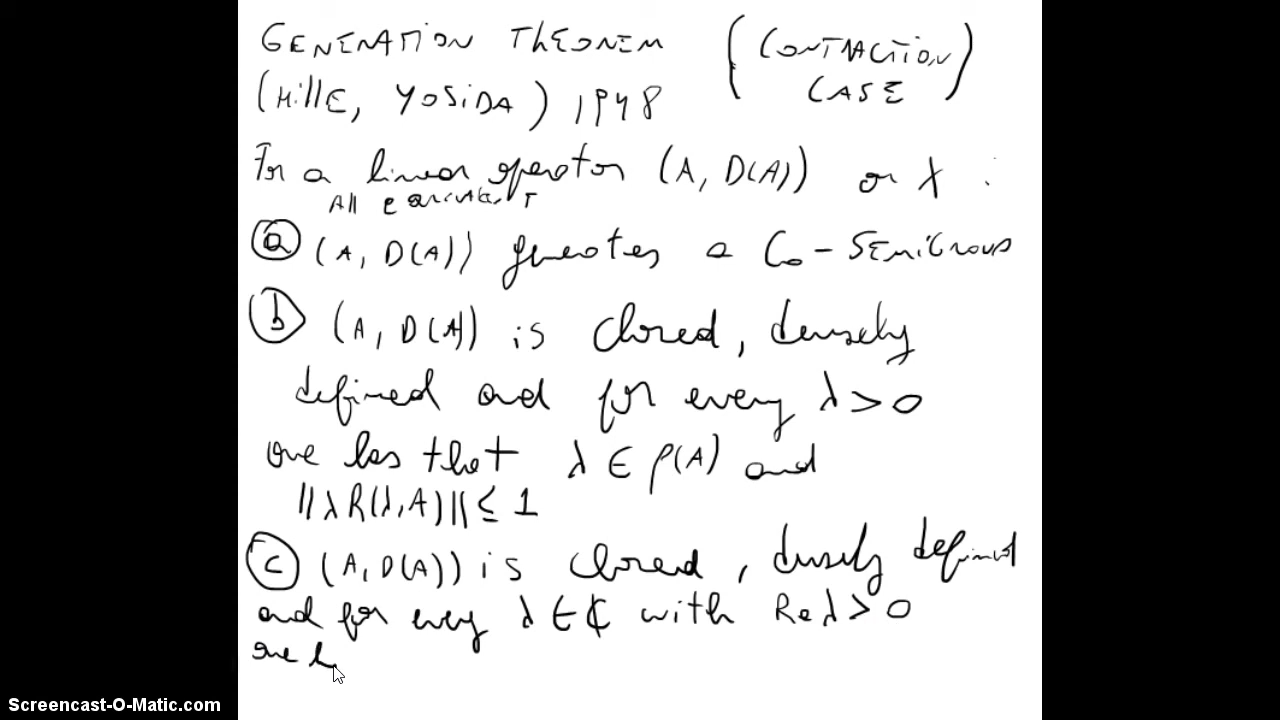 GENERATION THEOREM (CONTRACTION CASE)
(HillE, YOSiDA) 1948
For a linear operator (A, D(A)) on X :
All EQUIVALENT
(a) (A, D(A)) generates a C₀ - SEMIGROUP
(b) (A, D(A)) is closed, densely
defined and for every λ > 0
one has that λ ∈ ρ(A) and
||λR(λ,A)|| ≤ 1
(c) (A, D(A)) is closed, densely defined
and for every λ ∈ ℂ with Re λ > 0
one h
Screencast-O-Matic.com